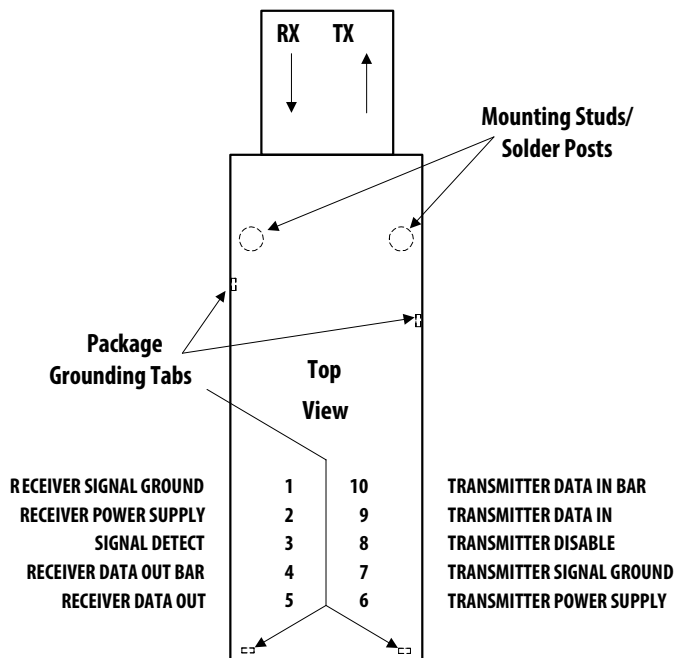 RX TX
Mounting Studs/
Solder Posts
Package
Grounding Tabs
Top
View
RECEIVER SIGNAL GROUND 1 10 TRANSMITTER DATA IN BAR
RECEIVER POWER SUPPLY 2 9 TRANSMITTER DATA IN
SIGNAL DETECT 3 8 TRANSMITTER DISABLE
RECEIVER DATA OUT BAR 4 7 TRANSMITTER SIGNAL GROUND
RECEIVER DATA OUT 5 6 TRANSMITTER POWER SUPPLY